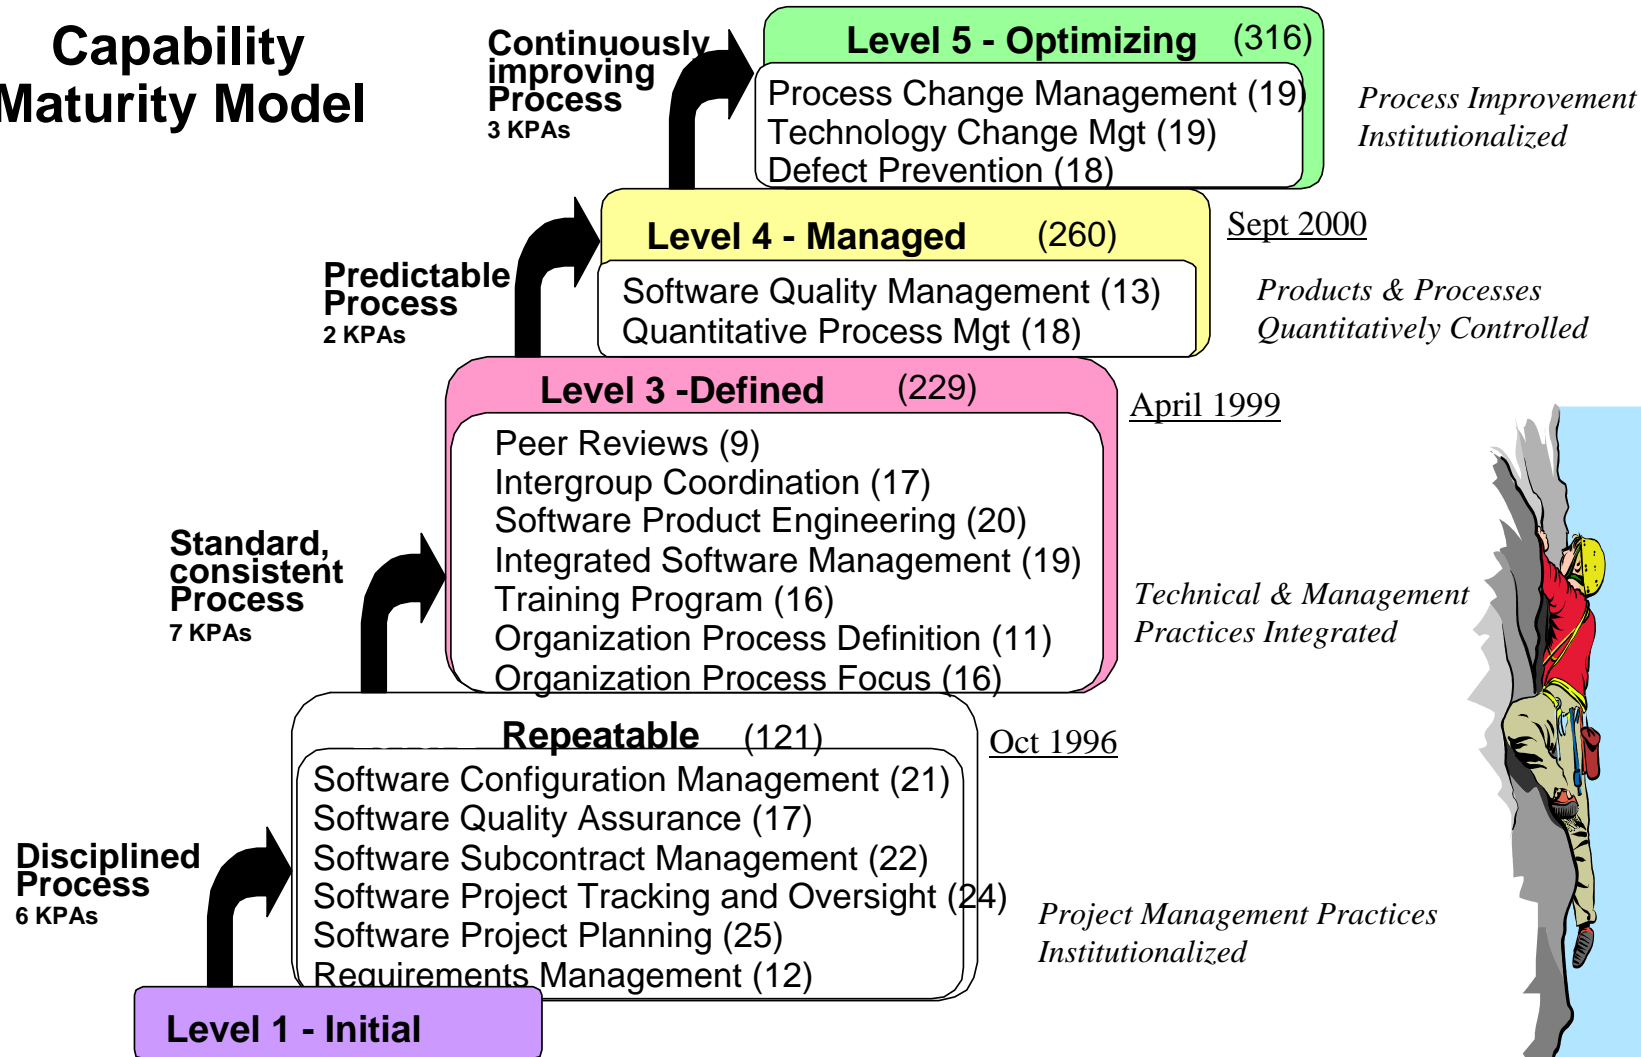 Capability
Maturity Model
Continuously
improving
Process
3 KPAs
Level 5 - Optimizing (316)
Process Change Management (19)
Technology Change Mgt (19)
Defect Prevention (18)
Process Improvement
Institutionalized
Sept 2000
Predictable
Process
2 KPAs
Level 4 - Managed (260)
Software Quality Management (13)
Quantitative Process Mgt (18)
Products & Processes
Quantitatively Controlled
April 1999
Standard,
consistent
Process
7 KPAs
Level 3 -Defined (229)
Peer Reviews (9)
Intergroup Coordination (17)
Software Product Engineering (20)
Integrated Software Management (19)
Training Program (16)
Organization Process Definition (11)
Organization Process Focus (16)
Technical & Management
Practices Integrated
Oct 1996
Disciplined
Process
6 KPAs
Repeatable (121)
Software Configuration Management (21)
Software Quality Assurance (17)
Software Subcontract Management (22)
Software Project Tracking and Oversight (24)
Software Project Planning (25)
Requirements Management (12)
Project Management Practices
Institutionalized
Level 1 - Initial